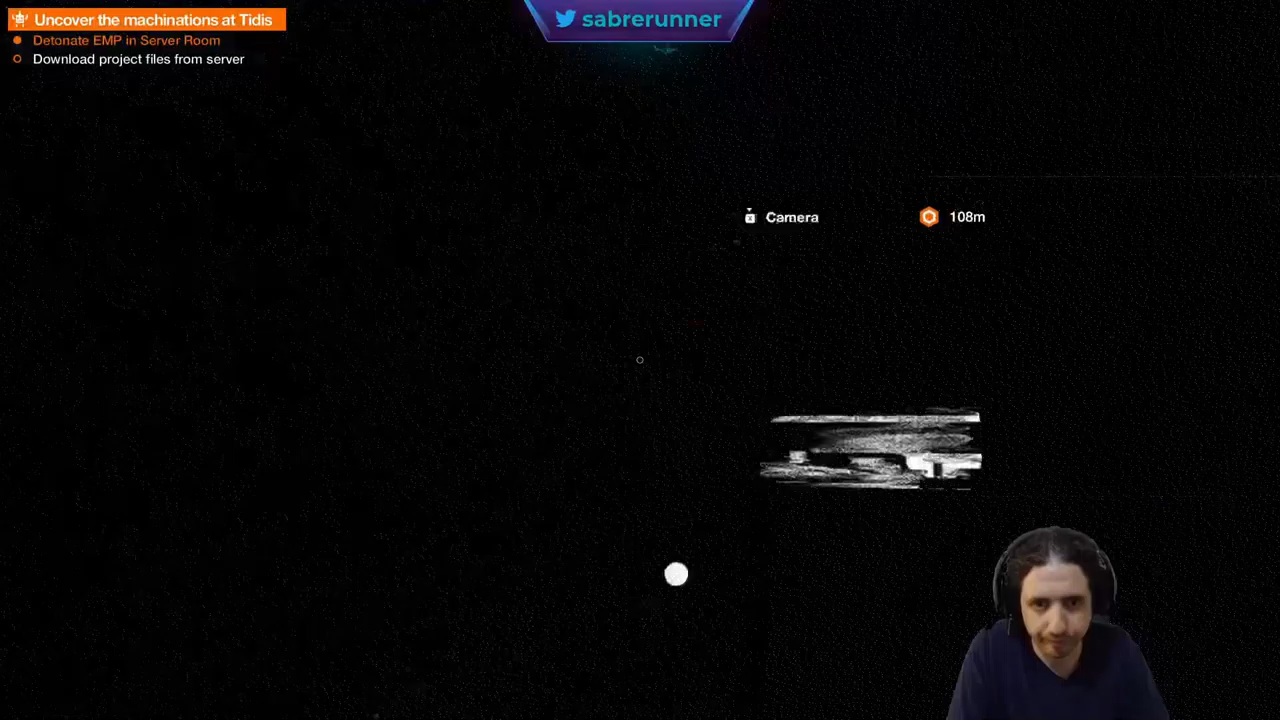 Uncover the machinations at Tidis
Detonate EMP in Server Room
Download project files from server
sabrerunner
Camera
108m